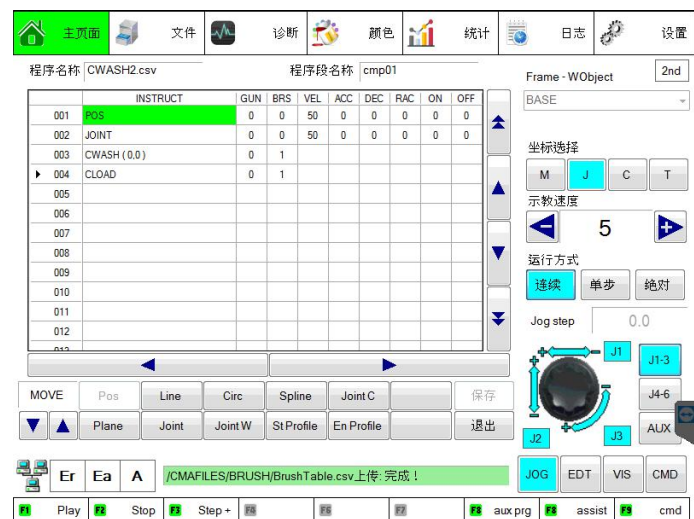 主页面 文件 诊断 颜色 统计 日志 设置
程序名称 CWASH2.csv 程序段名称 cmp01 Frame - WObject 2nd
BASE
INSTRUCT GUN BRS VEL ACC DEC RAC ON OFF
001 POS 0 0 50 0 0 0 0 0
002 JOINT 0 0 50 0 0 0 0 0
003 CWASH ( 0,0 ) 0 1
004 CLOAD 0 1
005
006
007
008
009
010
011
012
坐标选择
M J C T
示教速度
5
运行方式
连续 单步 绝对
Jog step 0.0
J1 J1-3
J4-6
J2 J3 AUX
MOVE Pos Line Circ Spline Joint C 保存
Plane Joint Joint W St Profile En Profile 退出
Er Ea A /CMAFILES/BRUSH/BrushTable.csv上传: 完成！ JOG EDT VIS CMD
F1 Play F2 Stop F3 Step + F4 F6 F7 F8 aux prg F8 assist F9 cmd